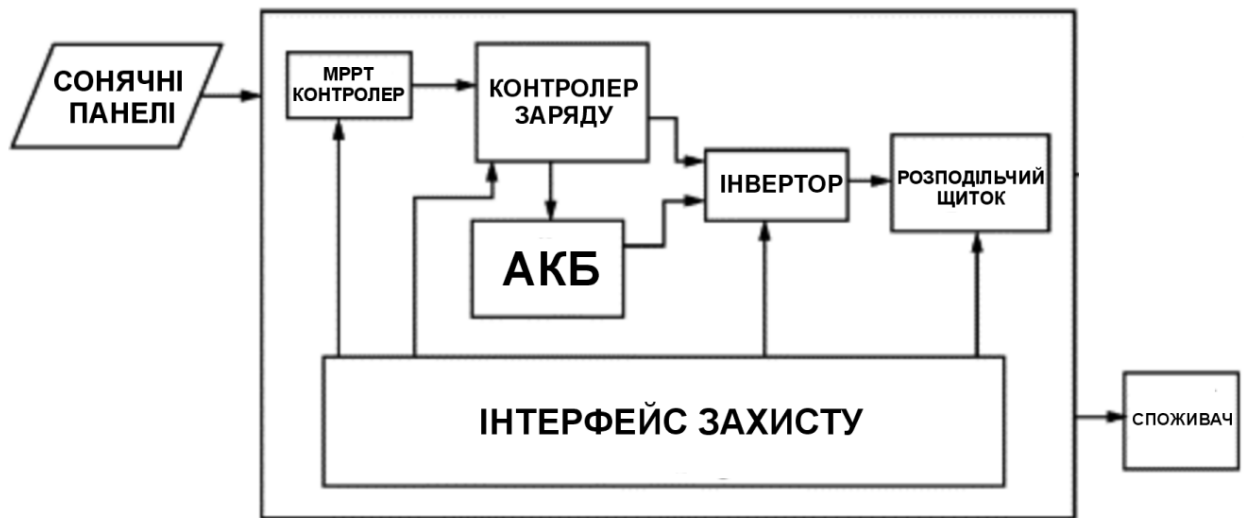 СОНЯЧНІ
ПАНЕЛІ
МРРТ
КОНТРОЛЕР
КОНТРОЛЕР
ЗАРЯДУ
ІНВЕРТОР
РОЗПОДІЛЬЧИЙ
ЩИТОК
АКБ
ІНТЕРФЕЙС ЗАХИСТУ
СПОЖИВАЧ